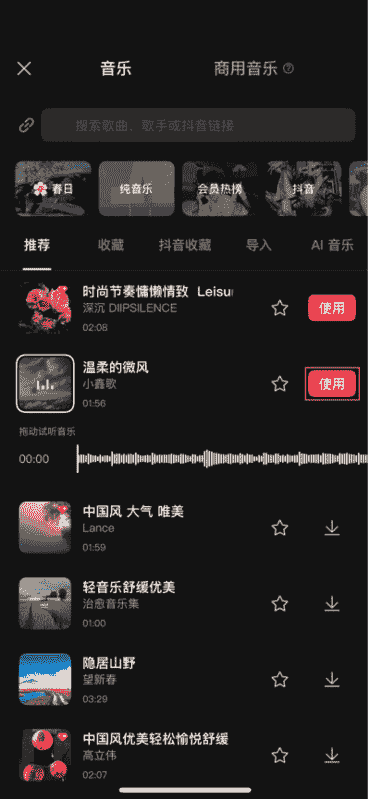 音乐
商用音乐
搜索歌曲、歌手或抖音链接
春日
纯音乐
会员热榜
抖音
推荐
收藏
抖音收藏
导入
AI 音乐
时尚节奏慵懒情致 Leisu
深沉 DIIPSILENCE
02:08
使用
温柔的微风
小鑫歌
01:56
使用
拖动试听音乐
00:00
中国风 大气 唯美
Lance
01:59
轻音乐舒缓优美
治愈音乐集
01:00
隐居山野
望新春
03:29
中国风优美轻松愉悦舒缓
高立伟
02:07